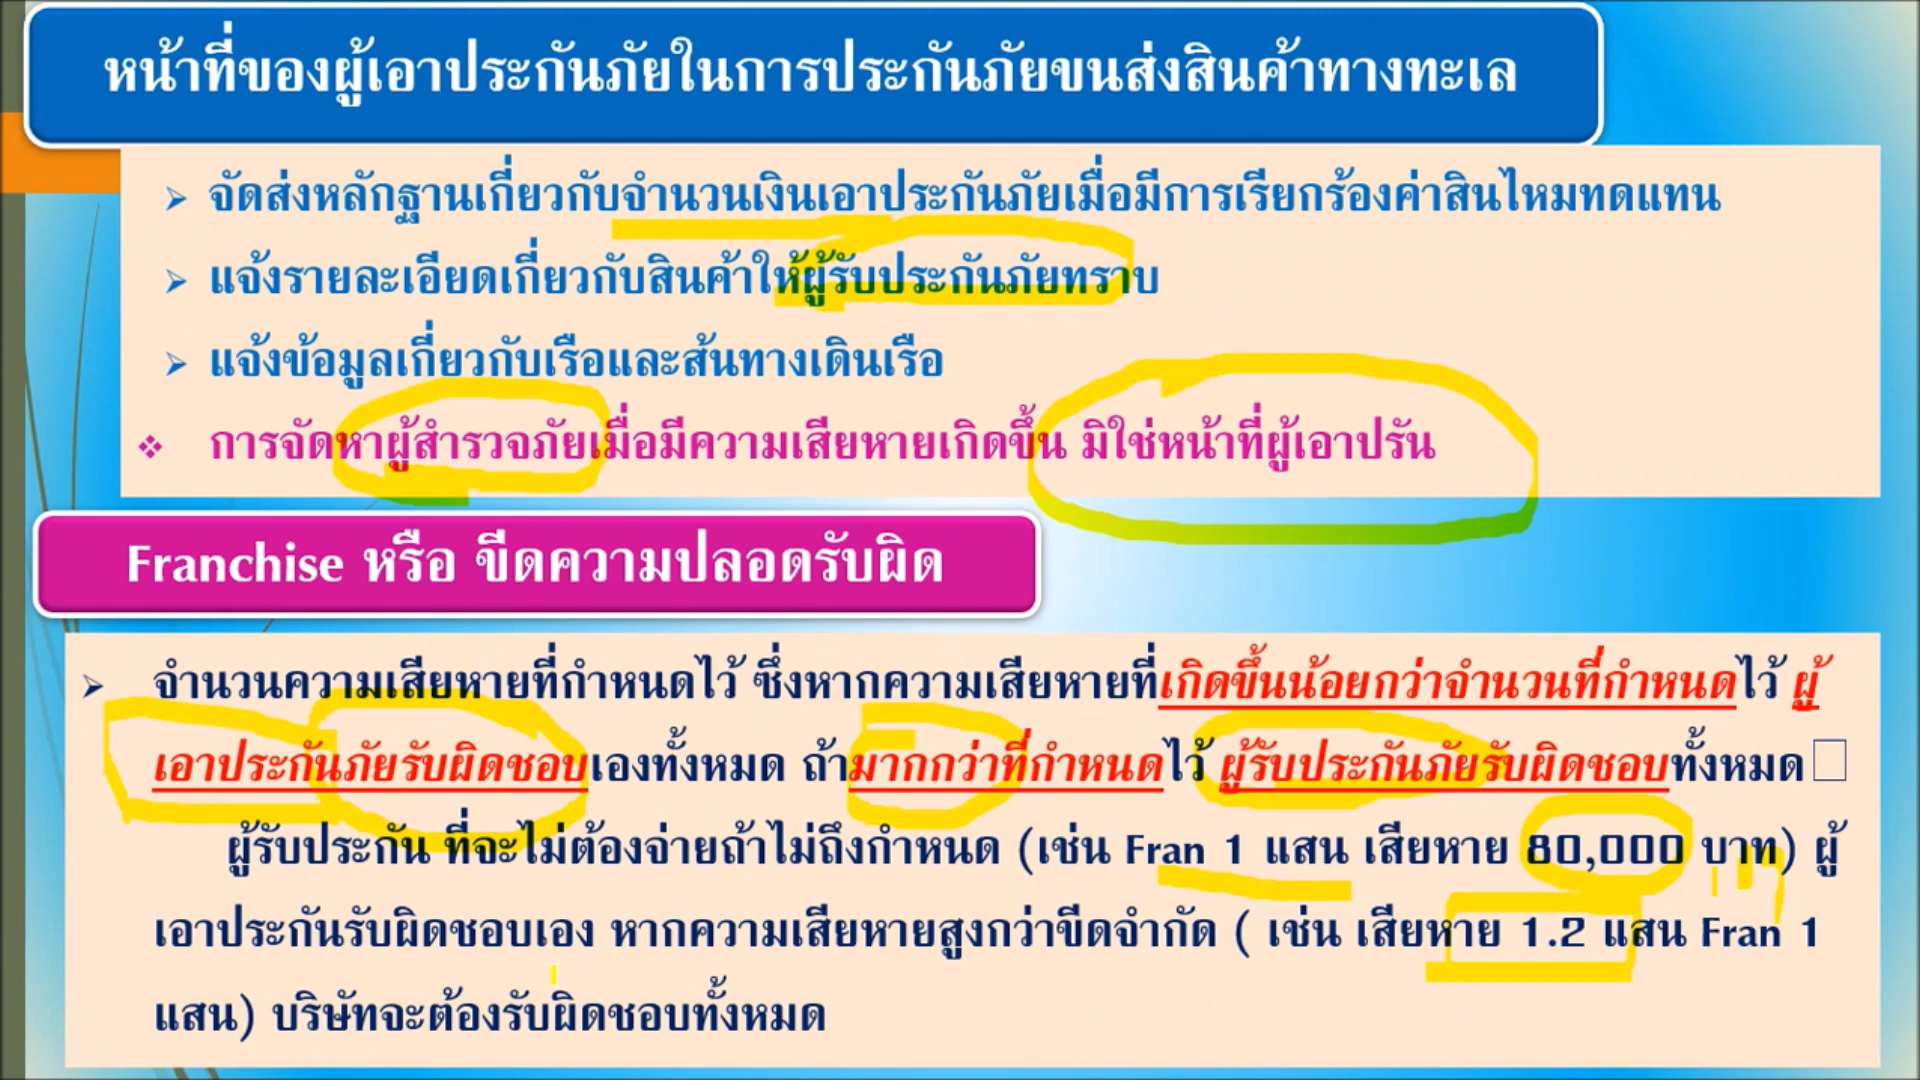 หน้าที่ของผู้เอาประกันภัยในการประกันภัยขนส่งสินค้าทางทะเล
➢ จัดส่งหลักฐานเกี่ยวกับจำนวนเงินเอาประกันภัยเมื่อมีการเรียกร้องค่าสินไหมทดแทน
➢ แจ้งรายละเอียดเกี่ยวกับสินค้าให้ผู้รับประกันภัยทราบ
➢ แจ้งข้อมูลเกี่ยวกับเรือและส้นทางเดินเรือ
❖ การจัดหาผู้สำรวจภัยเมื่อมีความเสียหายเกิดขึ้น มิใช่หน้าที่ผู้เอาปรัน
Franchise หรือ ขีดความปลอดรับผิด
➢ จำนวนความเสียหายที่กำหนดไว้ ซึ่งหากความเสียหายที่เกิดขึ้นน้อยกว่าจำนวนที่กำหนดไว้ ผู้
เอาประกันภัยรับผิดชอบเองทั้งหมด ถ้ามากกว่าที่กำหนดไว้ ผู้รับประกันภัยรับผิดชอบทั้งหมด
ผู้รับประกัน ที่จะไม่ต้องจ่ายถ้าไม่ถึงกำหนด (เช่น Fran 1 แสน เสียหาย 80,000 บาท) ผู้
เอาประกันรับผิดชอบเอง หากความเสียหายสูงกว่าขีดจำกัด ( เช่น เสียหาย 1.2 แสน Fran 1
แสน) บริษัทจะต้องรับผิดชอบทั้งหมด